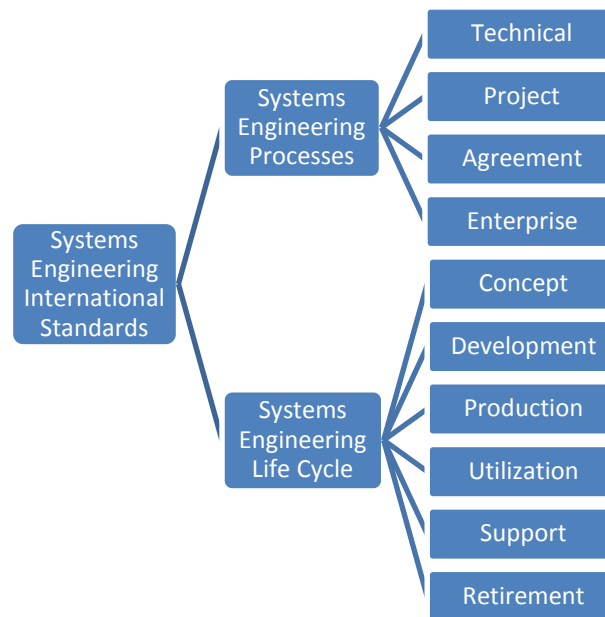 Systems
Engineering
International
Standards
Systems
Engineering
Processes
Technical
Project
Agreement
Enterprise
Systems
Engineering
Life Cycle
Concept
Development
Production
Utilization
Support
Retirement